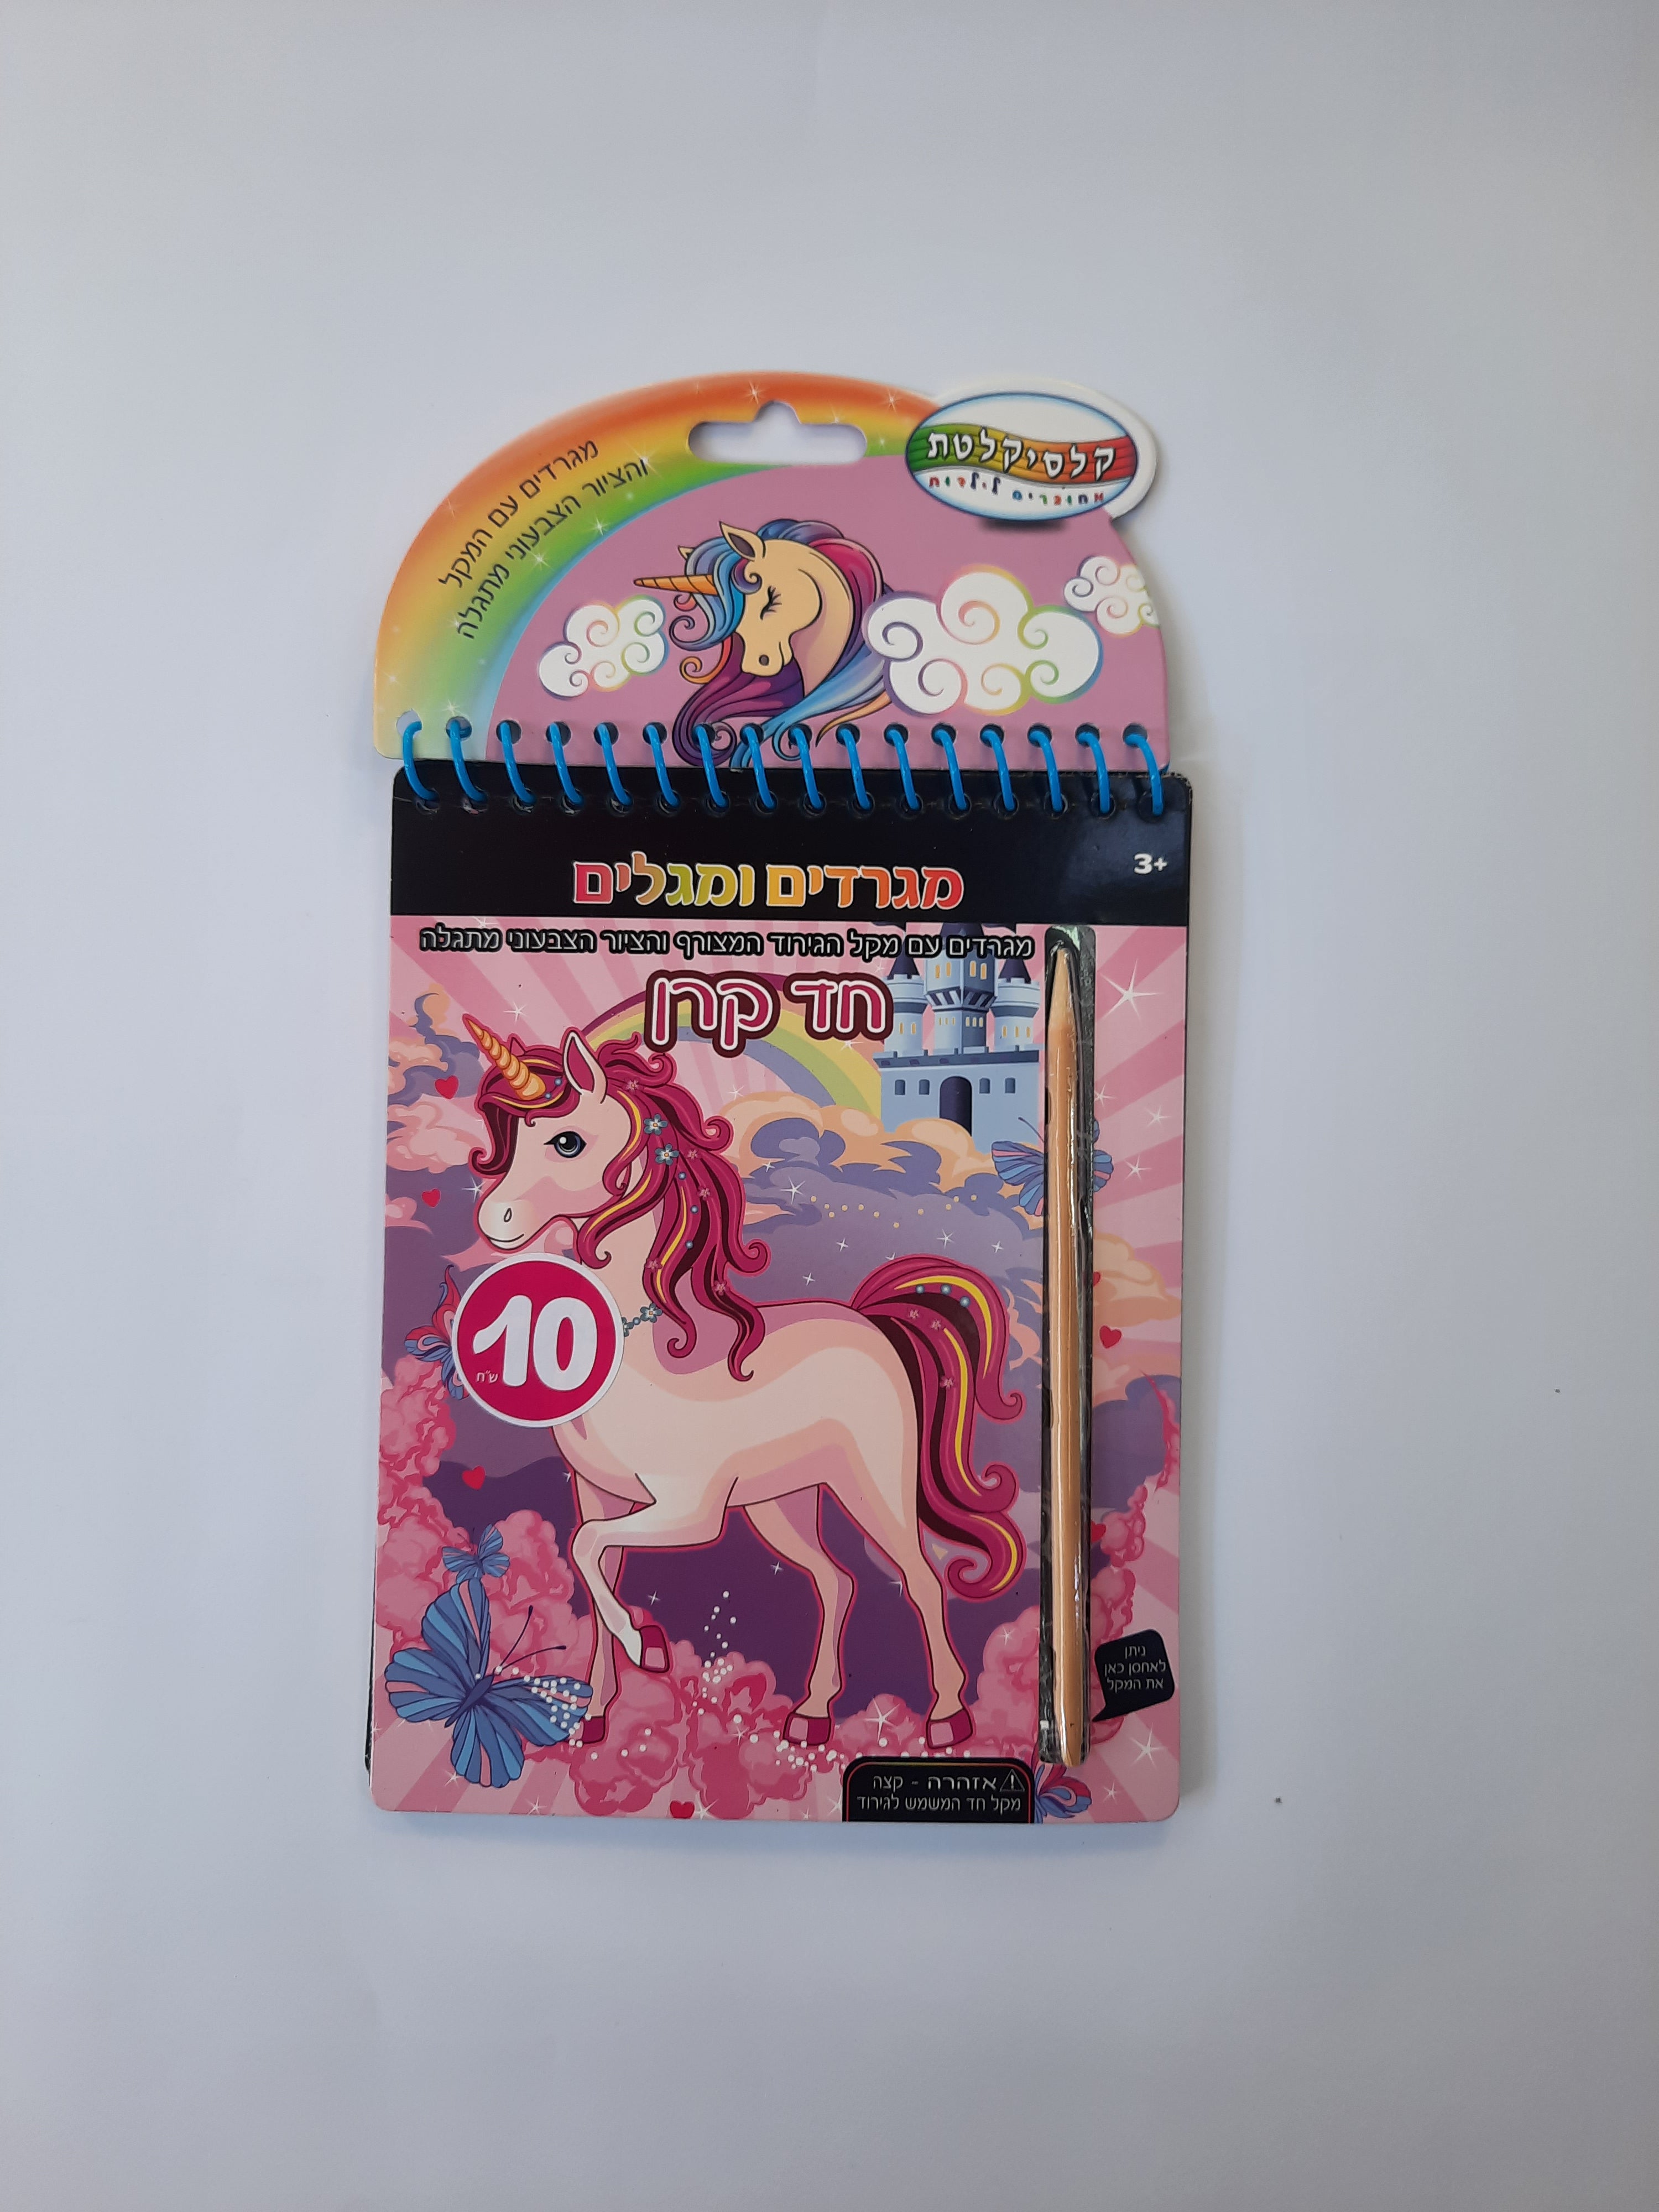 קלסיקלטת
מחוברים לילדות
מגרדים עם המקל
והציור הצבעוני מתגלה
3+
מגרדים ומגלים
מגרדים עם מקל הגירוד המצורף והציור הצבעוני מתגלה
חד קרן
10
ש״ח
ניתן
לאחסן כאן
את המקל
אזהרה - קצה
מקל חד המשמש לגירוד